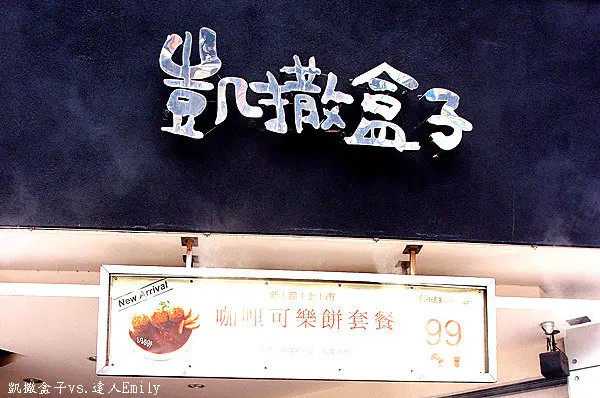 凱撒盒子
新|品|上|市
New Arrival
咖哩可樂餅套餐
99
凱撒盒子vs.達人Emily